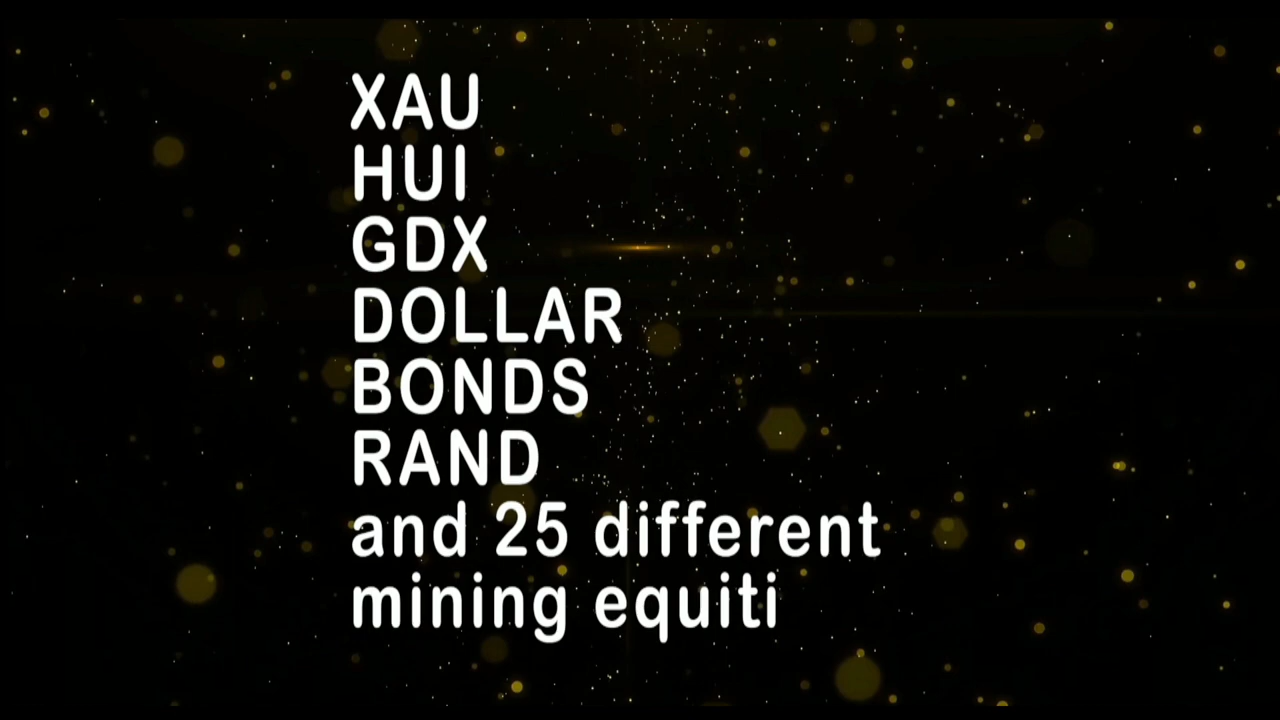 XAU
HUI
GDX
DOLLAR
BONDS
RAND
and 25 different
mining equiti